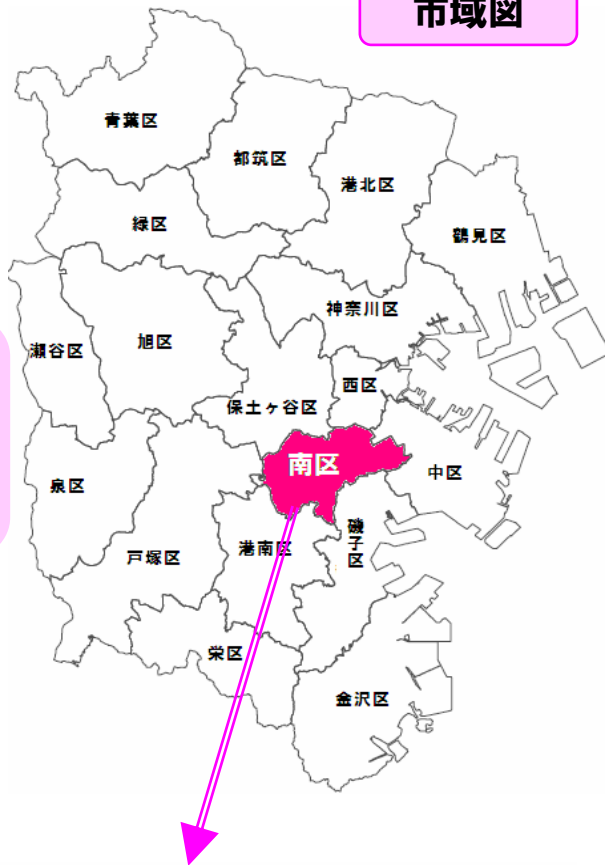 市域図
青葉区
都筑区
港北区
緑区
鶴見区
神奈川区
瀬谷区
旭区
西区
保土ヶ谷区
南区
中区
泉区
磯子区
港南区
戸塚区
栄区
金沢区